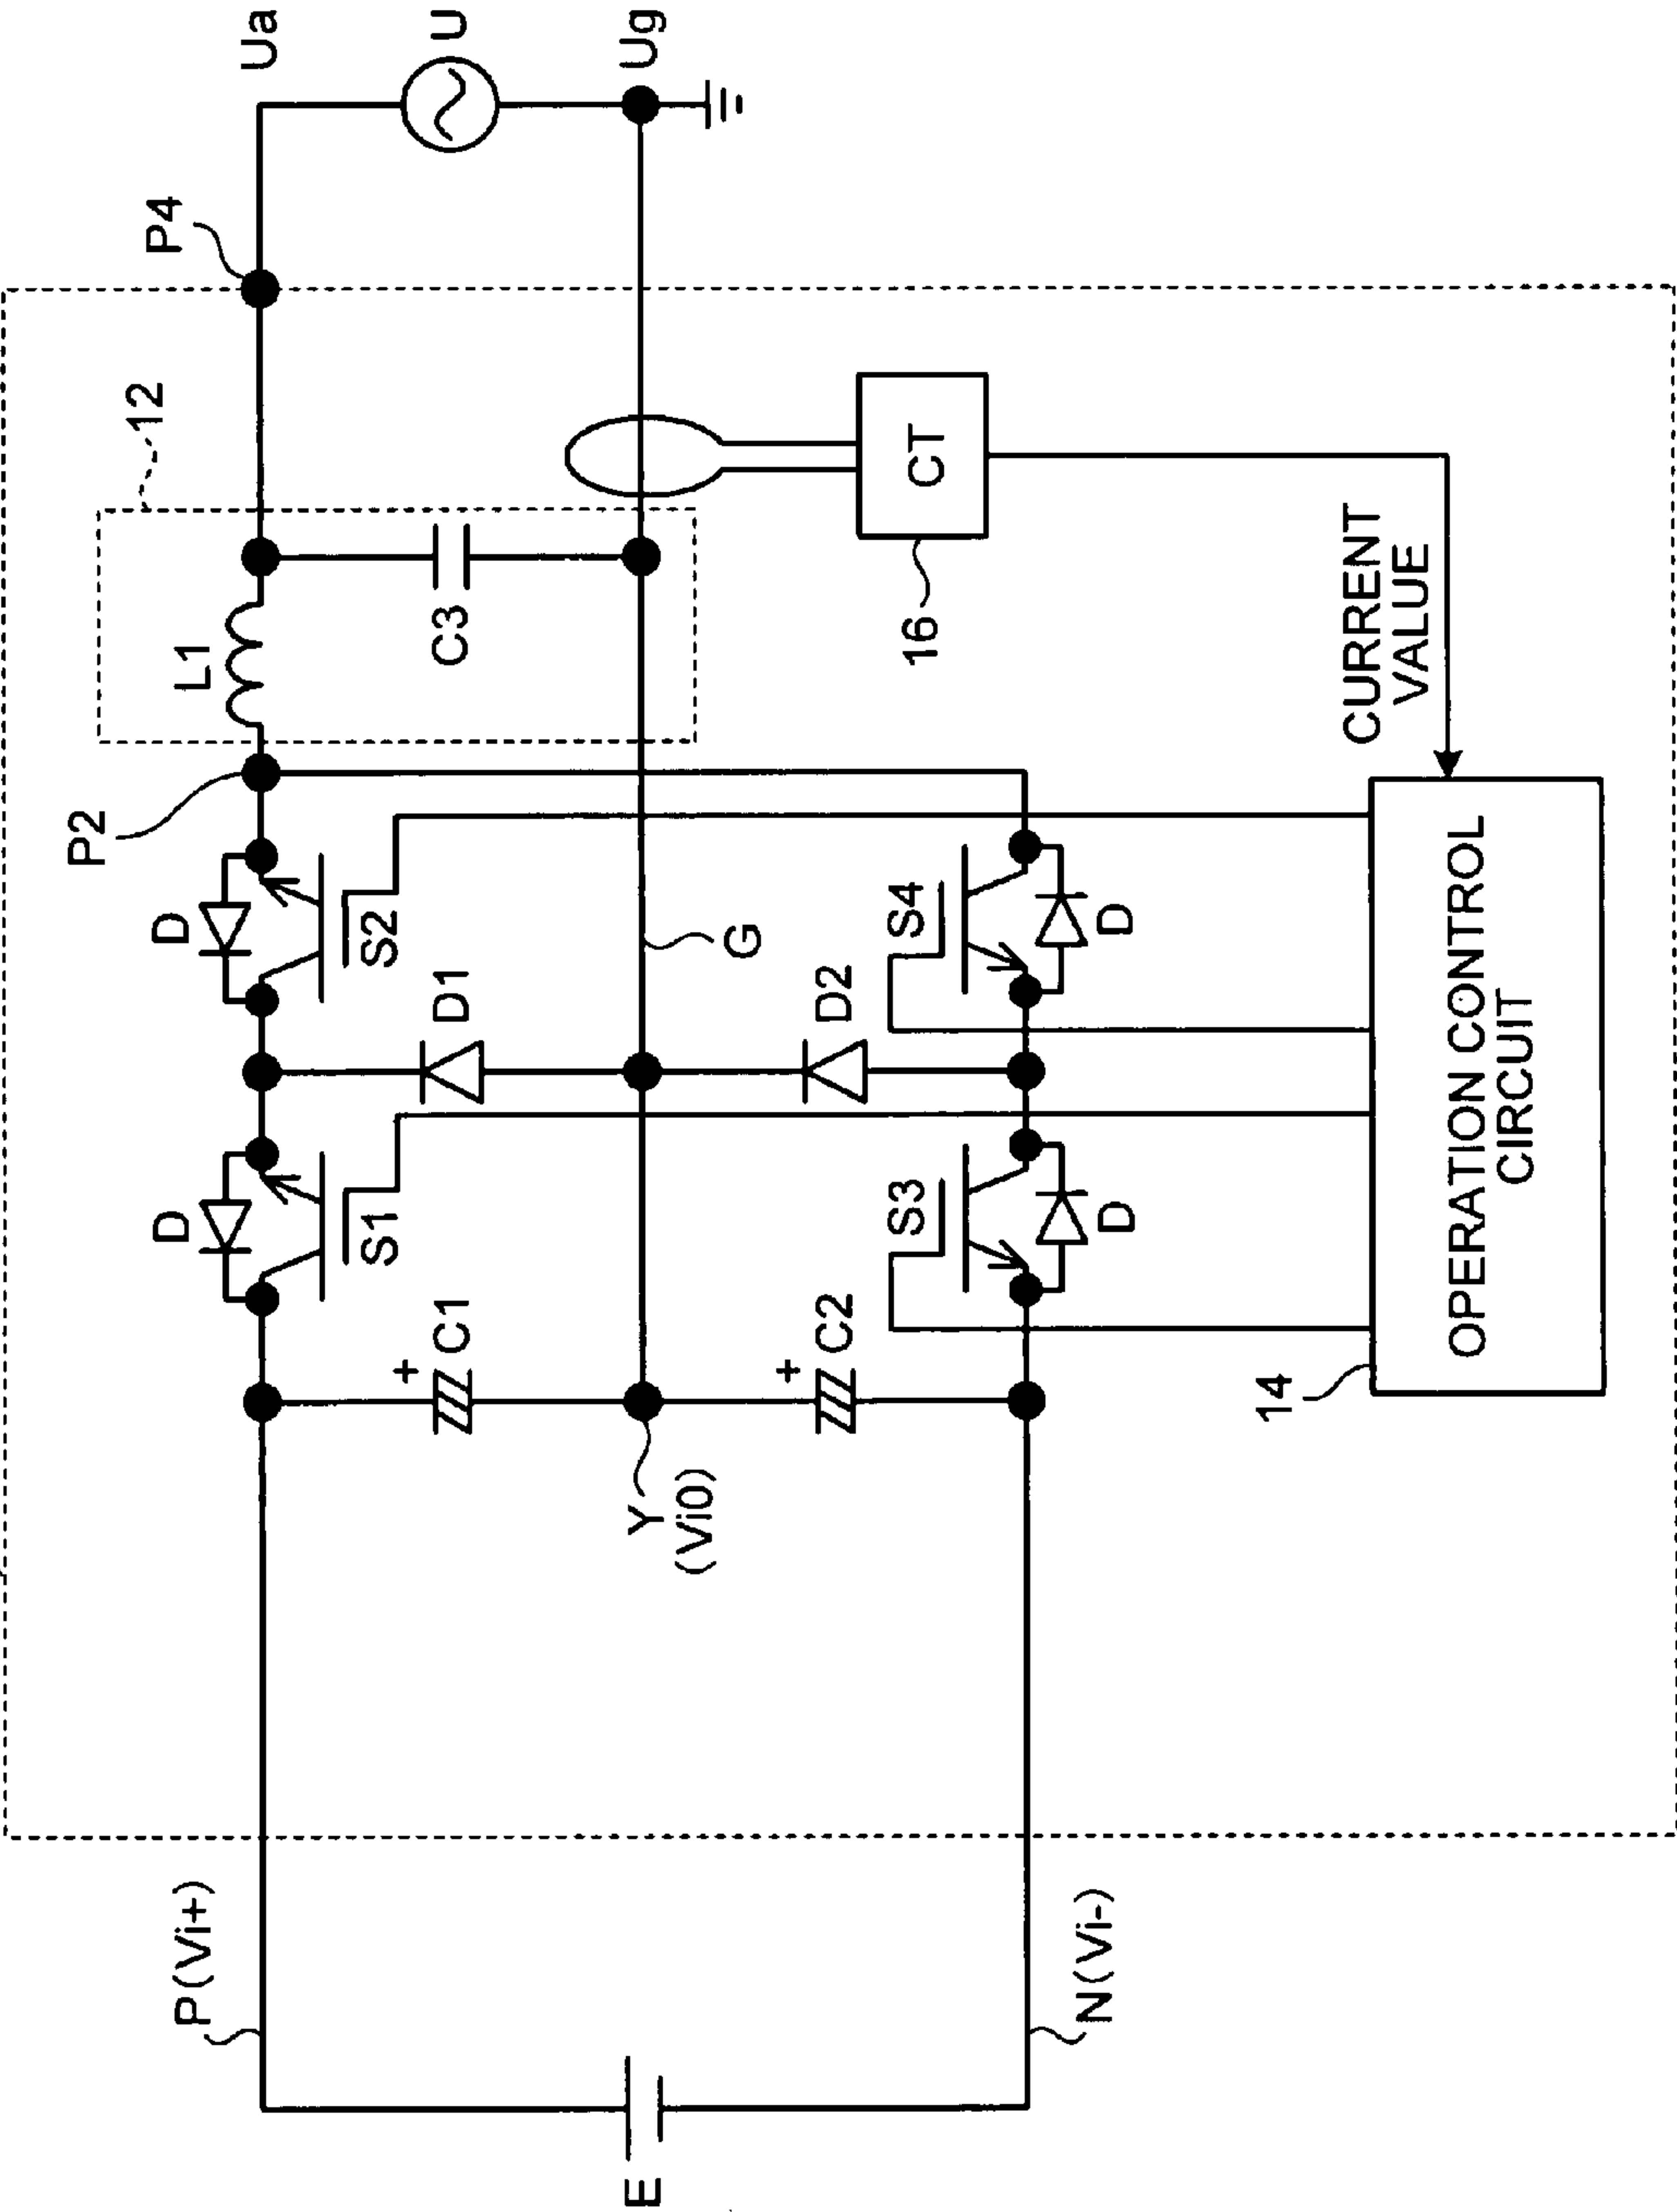 P(Vi+)
E
N(Vi-)
Y
(Vi0)
+
C1
+
C2
D
S1
D
S2
D1
D2
S3
D
S4
D
G
P2
L1
C3
12
P4
Ua
U
Ug
CT
16
CURRENT
VALUE
14
OPERATION CONTROL
CIRCUIT